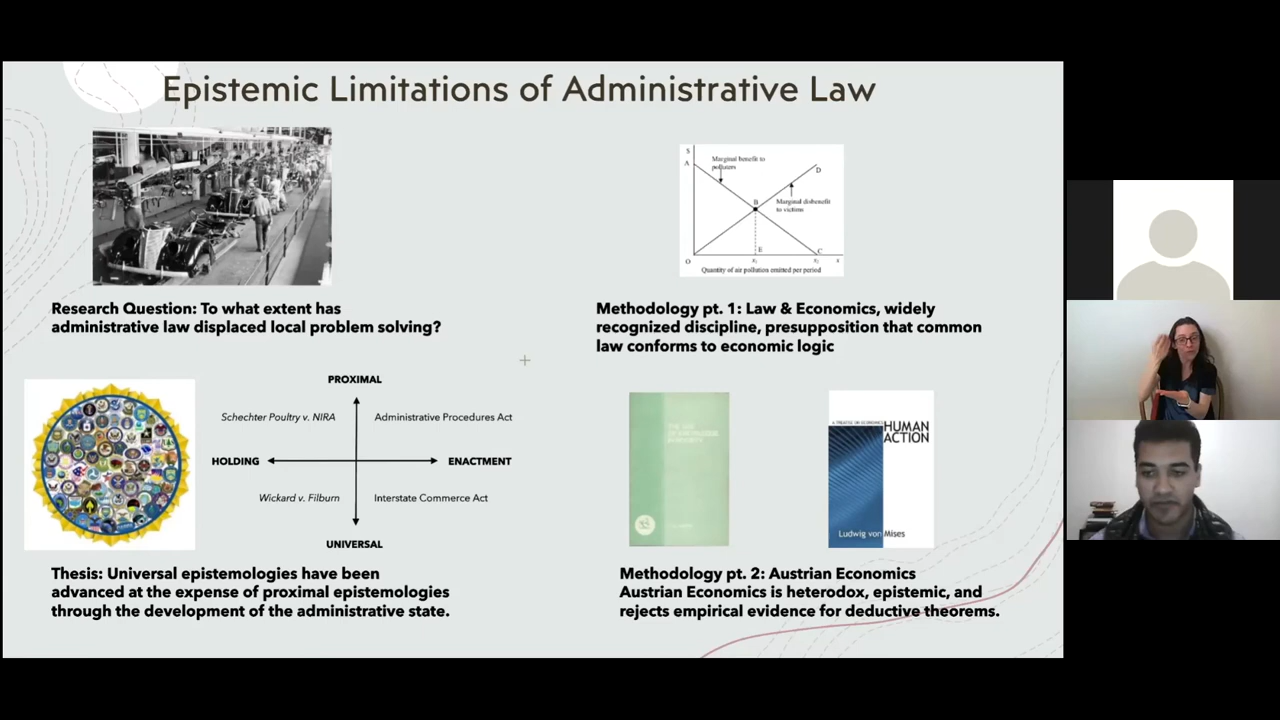 Epistemic Limitations of Administrative Law
Research Question: To what extent has
administrative law displaced local problem solving?
$
A
Marginal benefit to
polluters
D
B
Marginal disbenefit
to victims
E
C
O
Quantity of air pollution emitted per period
Methodology pt. 1: Law & Economics, widely
recognized discipline, presupposition that common
law conforms to economic logic
PROXIMAL
Schechter Poultry v. NIRA
Administrative Procedures Act
HOLDING
ENACTMENT
Wickard v. Filburn
Interstate Commerce Act
UNIVERSAL
Thesis: Universal epistemologies have been
advanced at the expense of proximal epistemologies
through the development of the administrative state.
A TREATISE ON ECONOMICS
HUMAN
ACTION
Ludwig von Mises
Methodology pt. 2: Austrian Economics
Austrian Economics is heterodox, epistemic, and
rejects empirical evidence for deductive theorems.